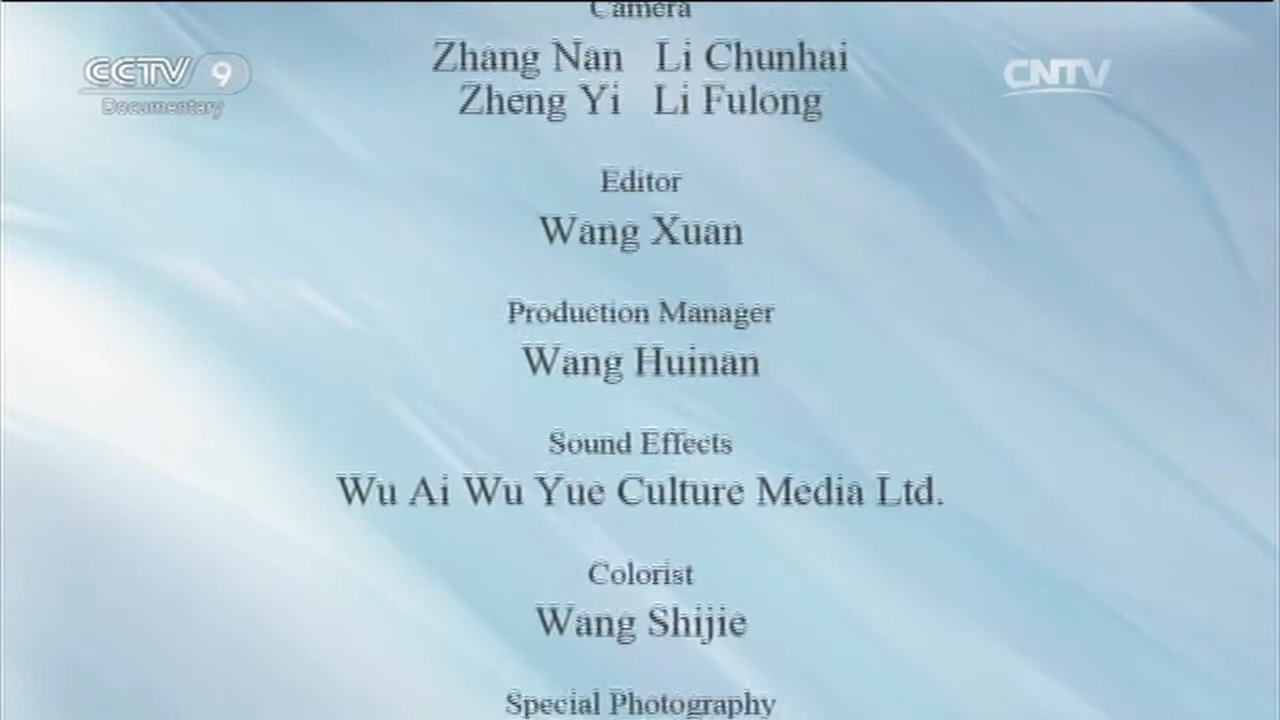 Camera
CCTV 9
Documentary
CNTV
Zhang Nan Li Chunhai
Zheng Yi Li Fulong
Editor
Wang Xuan
Production Manager
Wang Huinan
Sound Effects
Wu Ai Wu Yue Culture Media Ltd.
Colorist
Wang Shijie
Special Photography